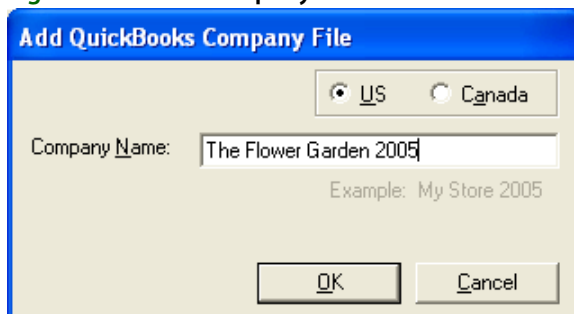 Add QuickBooks Company File
US Canada
Company Name: The Flower Garden 2005
Example: My Store 2005
OK Cancel